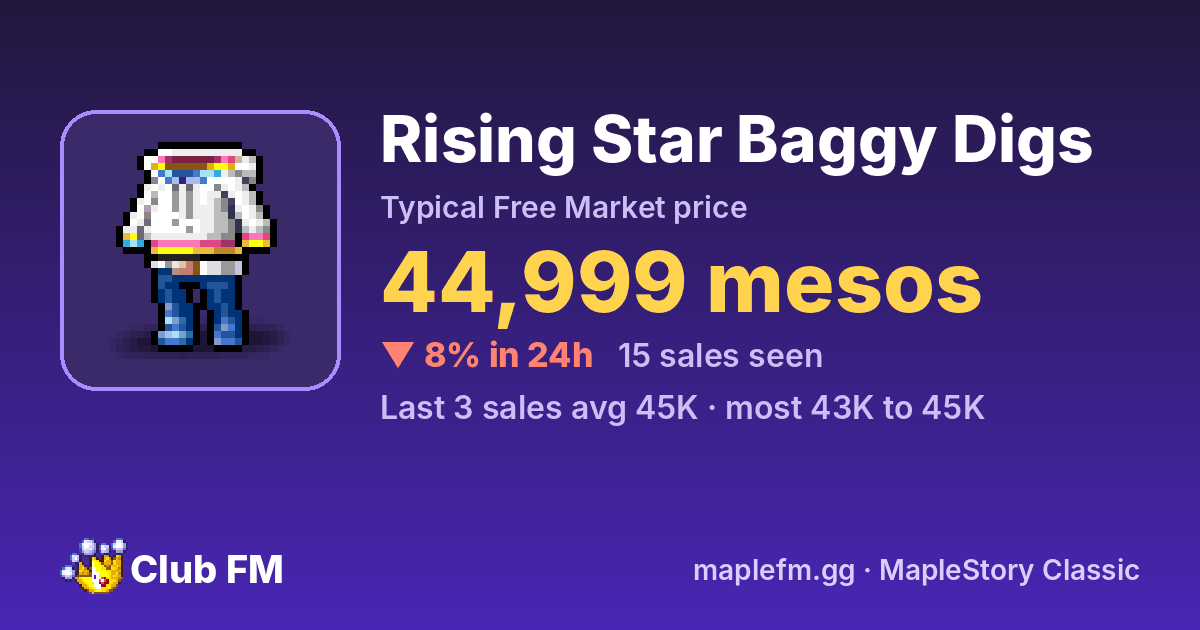 Rising Star Baggy Digs
Typical Free Market price
44,999 mesos
▼ 8% in 24h 15 sales seen
Last 3 sales avg 45K · most 43K to 45K
Club FM
maplefm.gg · MapleStory Classic